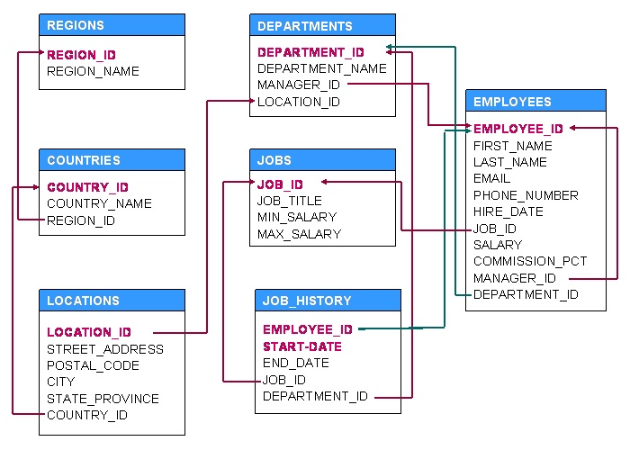 REGIONS
REGION_ID
REGION_NAME
COUNTRIES
COUNTRY_ID
COUNTRY_NAME
REGION_ID
LOCATIONS
LOCATION_ID
STREET_ADDRESS
POSTAL_CODE
CITY
STATE_PROVINCE
COUNTRY_ID
DEPARTMENTS
DEPARTMENT_ID
DEPARTMENT_NAME
MANAGER_ID
LOCATION_ID
JOBS
JOB_ID
JOB_TITLE
MIN_SALARY
MAX_SALARY
JOB_HISTORY
EMPLOYEE_ID
START-DATE
END_DATE
JOB_ID
DEPARTMENT_ID
EMPLOYEES
EMPLOYEE_ID
FIRST_NAME
LAST_NAME
EMAIL
PHONE_NUMBER
HIRE_DATE
JOB_ID
SALARY
COMMISSION_PCT
MANAGER_ID
DEPARTMENT_ID